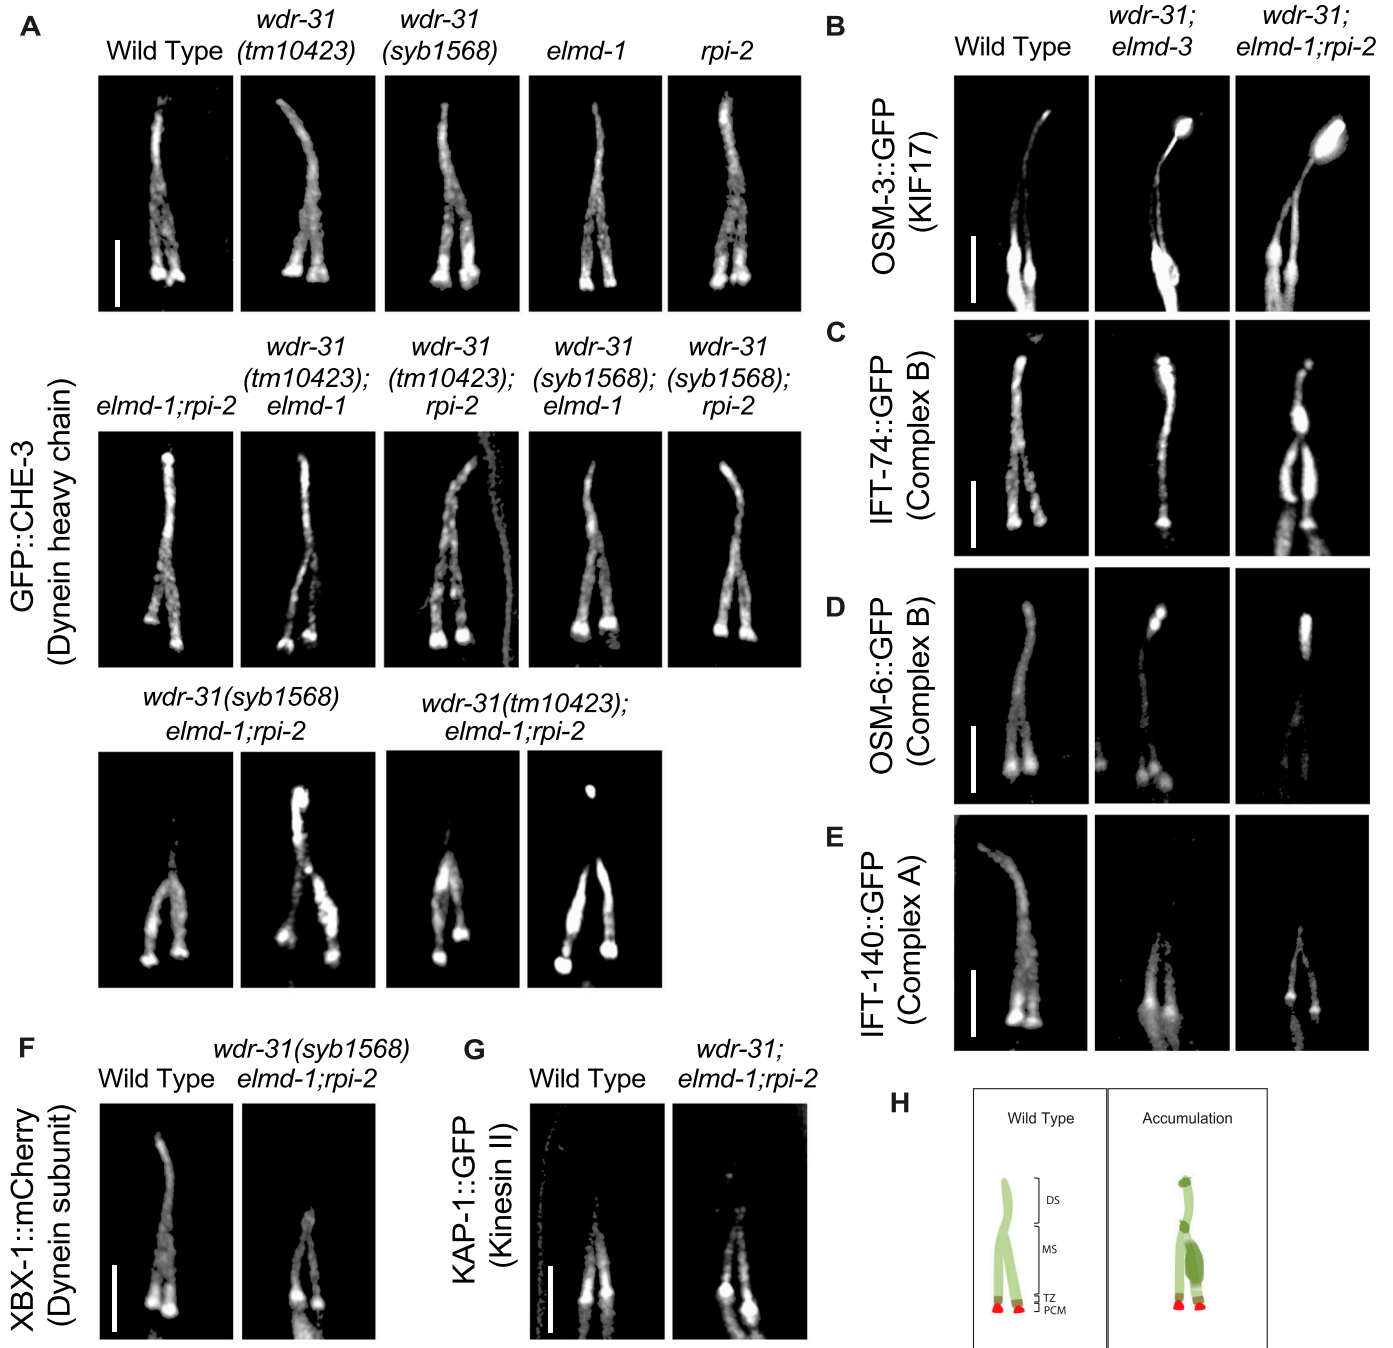 A
Wild Type
wdr-31
(tm10423)
wdr-31
(syb1568)
elmd-1
rpi-2
GFP::CHE-3
(Dynein heavy chain)
elmd-1;rpi-2
wdr-31
(tm10423);
elmd-1
wdr-31
(tm10423);
rpi-2
wdr-31
(syb1568);
elmd-1
wdr-31
(syb1568);
rpi-2
wdr-31(syb1568)
elmd-1;rpi-2
wdr-31(tm10423);
elmd-1;rpi-2
B
Wild Type
wdr-31;
elmd-3
wdr-31;
elmd-1;rpi-2
OSM-3::GFP
(KIF17)
C
IFT-74::GFP
(Complex B)
D
OSM-6::GFP
(Complex B)
E
IFT-140::GFP
(Complex A)
F
Wild Type
wdr-31(syb1568)
elmd-1;rpi-2
XBX-1::mCherry
(Dynein subunit)
G
Wild Type
wdr-31;
elmd-1;rpi-2
KAP-1::GFP
(Kinesin II)
H
Wild Type
DS
MS
TZ
PCM
Accumulation